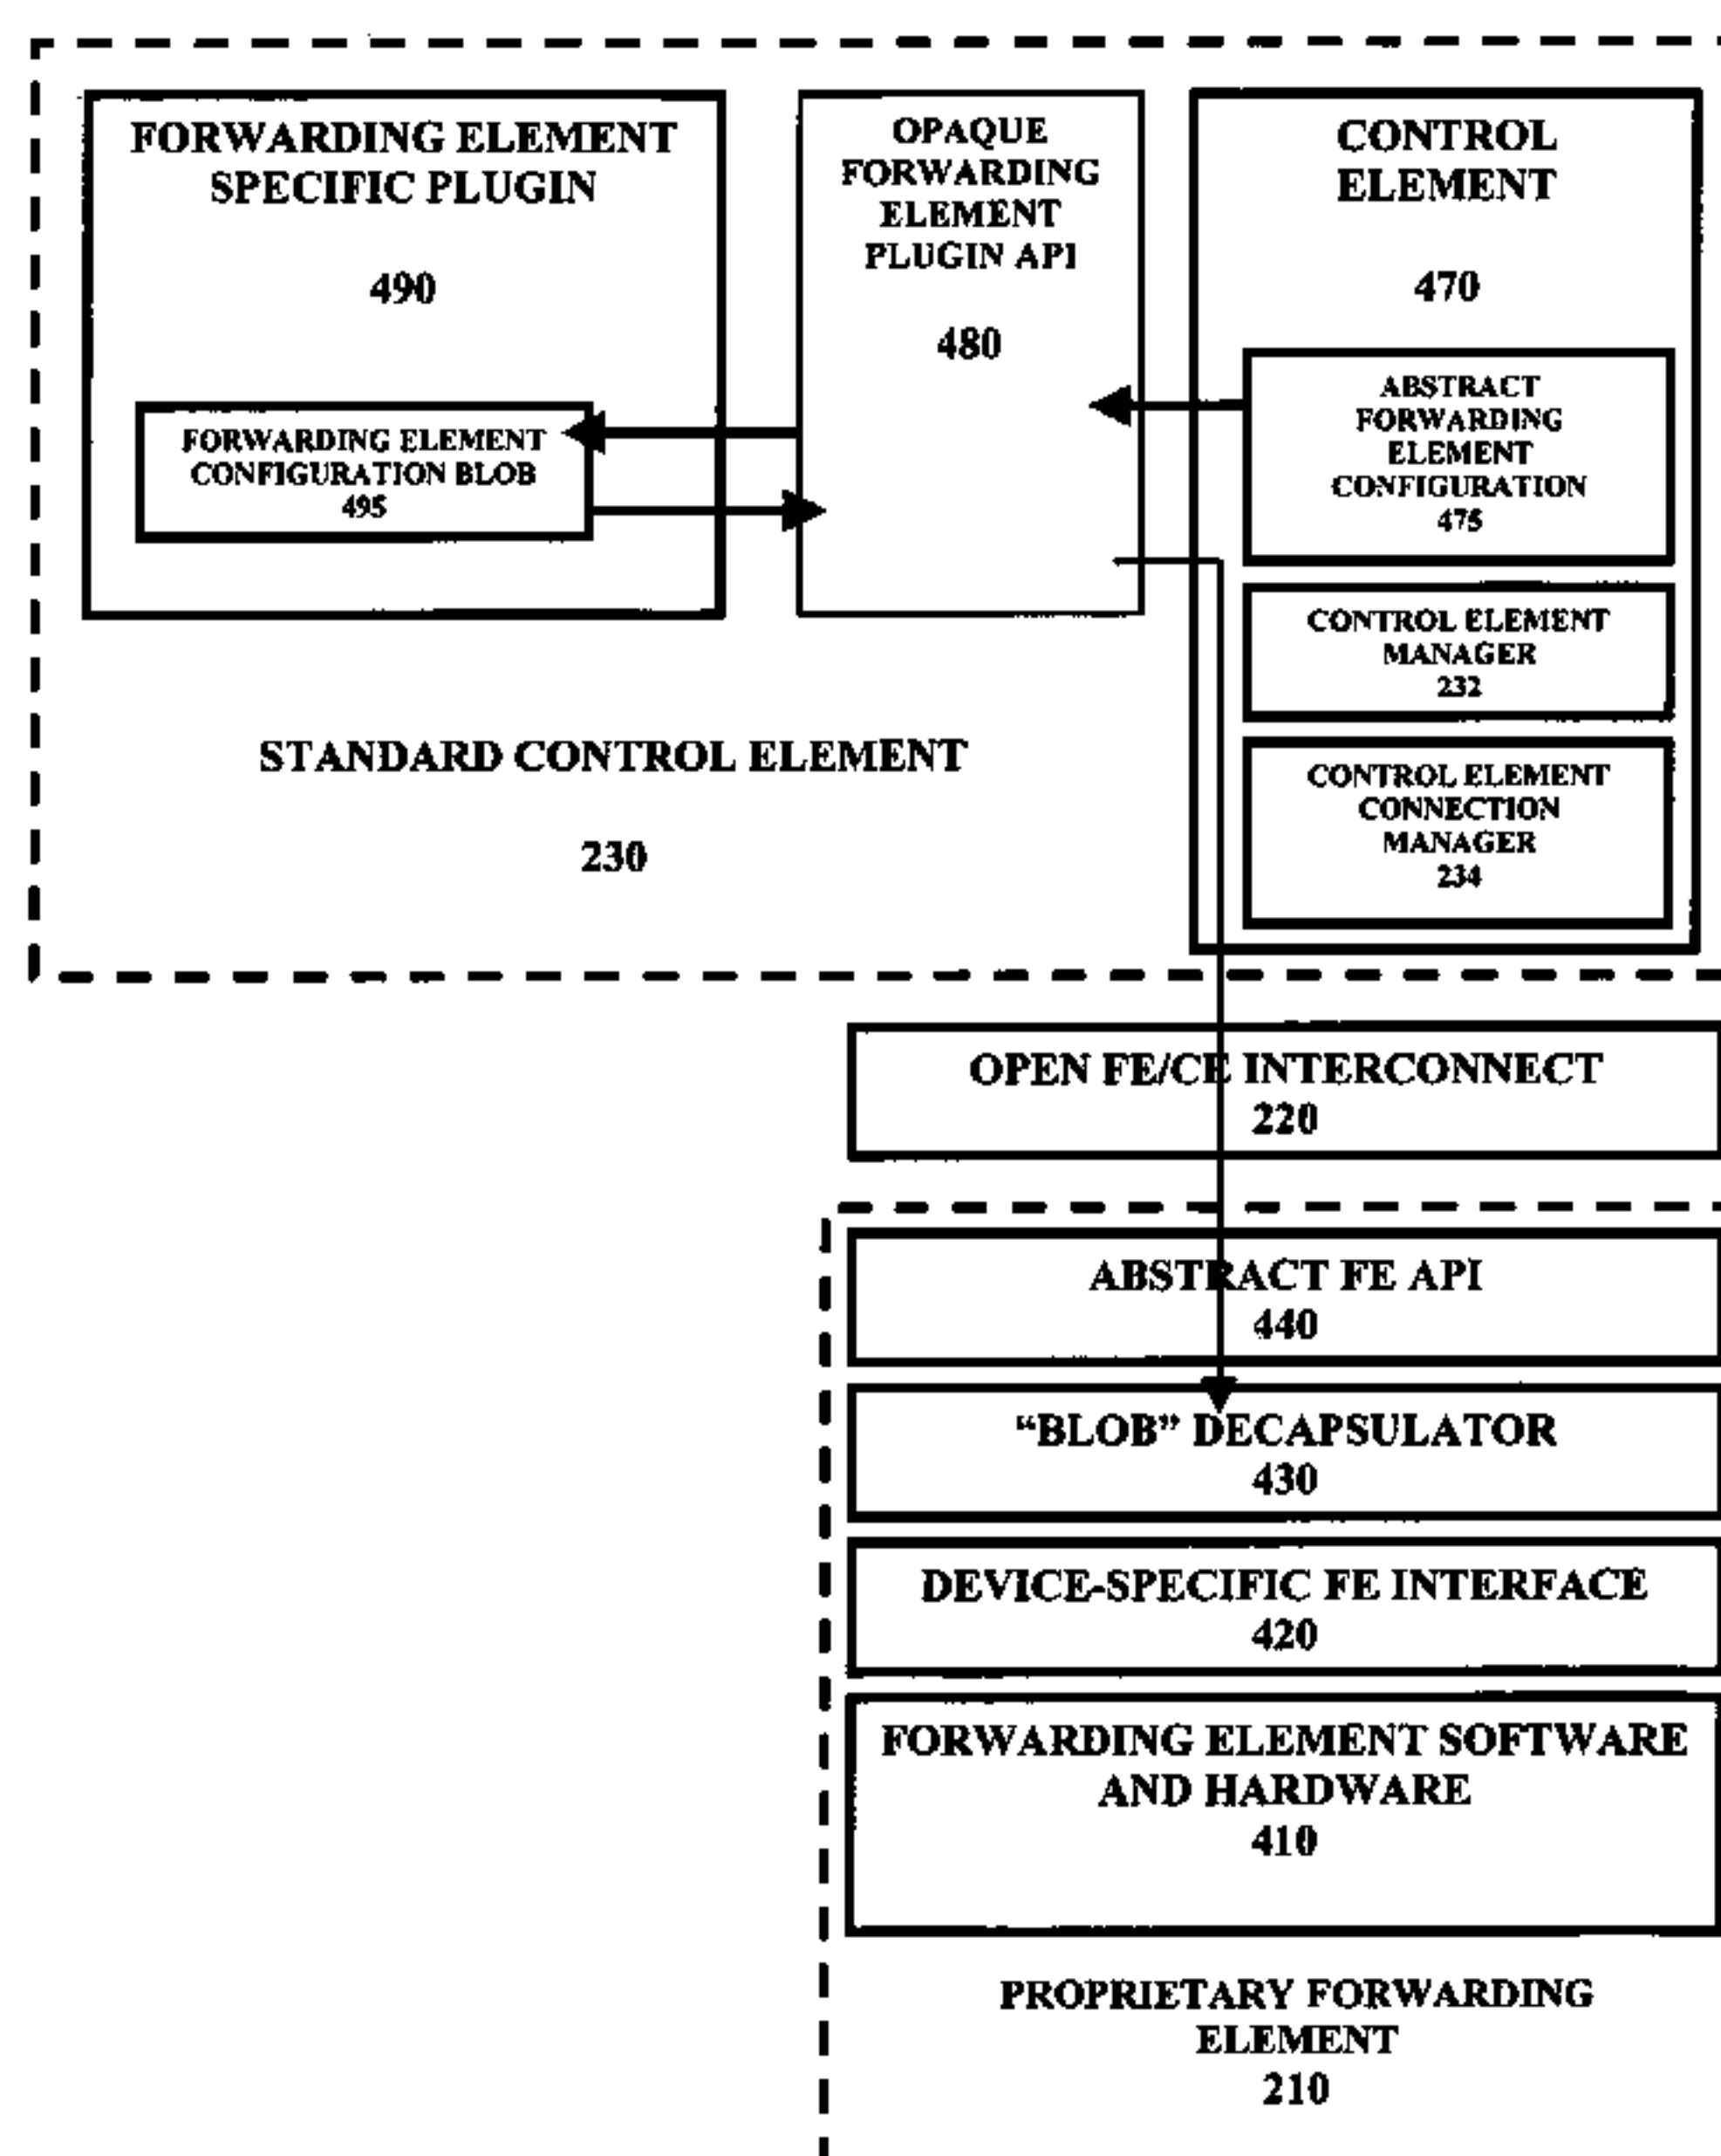 FORWARDING ELEMENT
SPECIFIC PLUGIN
490
FORWARDING ELEMENT
CONFIGURATION BLOB
495
OPAQUE
FORWARDING
ELEMENT
PLUGIN API
480
CONTROL
ELEMENT
470
ABSTRACT
FORWARDING
ELEMENT
CONFIGURATION
475
CONTROL ELEMENT
MANAGER
232
CONTROL ELEMENT
CONNECTION
MANAGER
234
STANDARD CONTROL ELEMENT
230
OPEN FE/CE INTERCONNECT
220
ABSTRACT FE API
440
“BLOB” DECAPSULATOR
430
DEVICE-SPECIFIC FE INTERFACE
420
FORWARDING ELEMENT SOFTWARE
AND HARDWARE
410
PROPRIETARY FORWARDING
ELEMENT
210